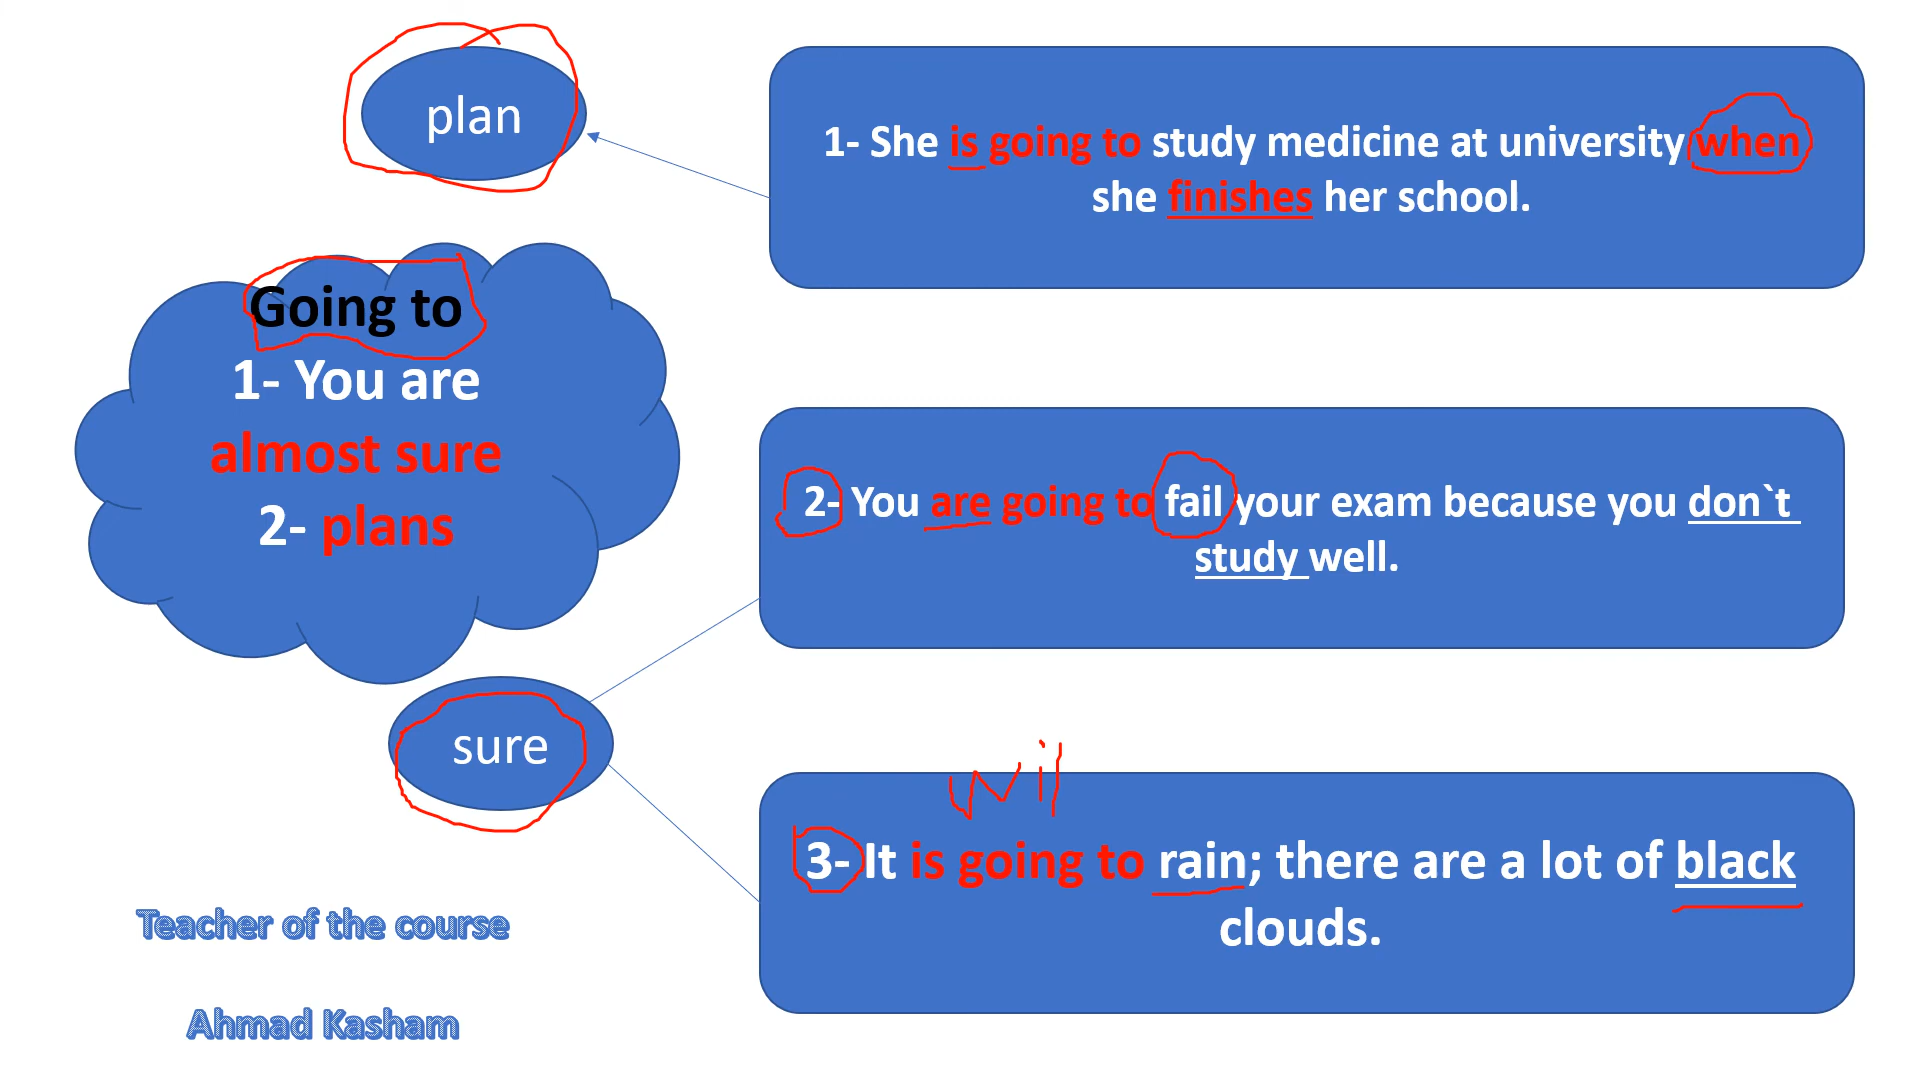 plan
1- She is going to study medicine at university when
she finishes her school.
Going to
1- You are
almost sure
2- plans
2- You are going to fail your exam because you don`t
study well.
sure
wil
3- It is going to rain; there are a lot of black
clouds.
Teacher of the course
Ahmad Kasham